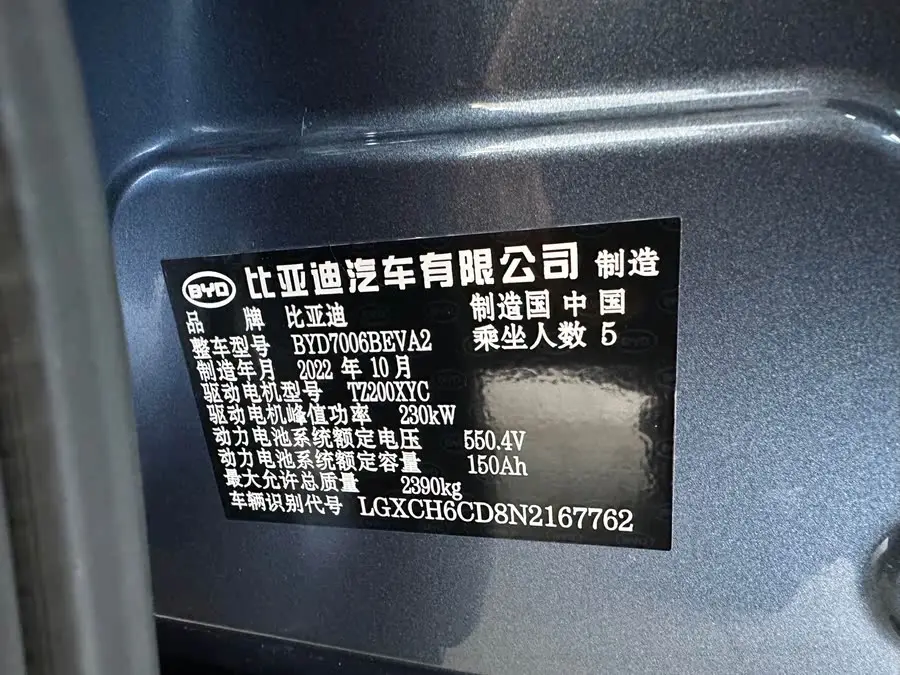 BYD 比亚迪汽车有限公司 制造
品牌 比亚迪 制造国 中国
整车型号 BYD7006BEVA2 乘坐人数 5
制造年月 2022 年 10 月
驱动电机型号 TZ200XYC
驱动电机峰值功率 230kW
动力电池系统额定电压 550.4V
动力电池系统额定容量 150Ah
最大允许总质量 2390kg
车辆识别代号 LGXCH6CD8N2167762